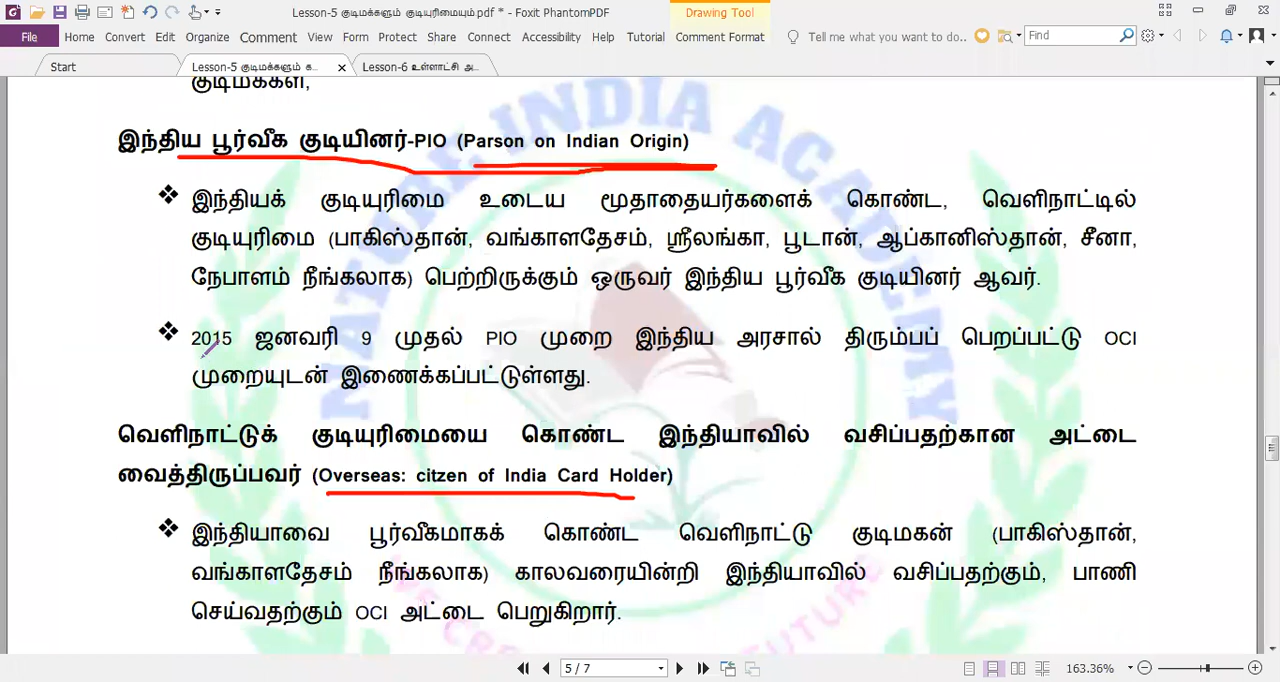 Lesson-5 குடிமக்களும் குடியுரிமையும்.pdf * - Foxit PhantomPDF
Drawing Tool
File Home Convert Edit Organize Comment View Form Protect Share Connect Accessibility Help Tutorial Comment Format Tell me what you want to do.. Find
Start Lesson-5 குடிமக்களும் க... Lesson-6 உள்ளாட்சி அ...
குடிமக்கள்,
இந்திய பூர்வீக குடியினர்-PIO (Parson on Indian Origin)
❖ இந்தியக் குடியுரிமை உடைய மூதாதையர்களைக் கொண்ட, வெளிநாட்டில்
குடியுரிமை (பாகிஸ்தான், வங்காளதேசம், ஸ்ரீலங்கா, பூடான், ஆப்கானிஸ்தான், சீனா,
நேபாளம் நீங்கலாக) பெற்றிருக்கும் ஒருவர் இந்திய பூர்வீக குடியினர் ஆவர்.
❖ 2015 ஜனவரி 9 முதல் PIO முறை இந்திய அரசால் திரும்பப் பெறப்பட்டு OCI
முறையுடன் இணைக்கப்பட்டுள்ளது.
வெளிநாட்டுக் குடியுரிமையை கொண்ட இந்தியாவில் வசிப்பதற்கான அட்டை
வைத்திருப்பவர் (Overseas: citzen of India Card Holder)
❖ இந்தியாவை பூர்வீகமாகக் கொண்ட வெளிநாட்டு குடிமகன் (பாகிஸ்தான்,
வங்காளதேசம் நீங்கலாக) காலவரையின்றி இந்தியாவில் வசிப்பதற்கும், பாணி
செய்வதற்கும் OCI அட்டை பெறுகிறார்.
NATURE INDIA ACADEMY
5 / 7
163.36%